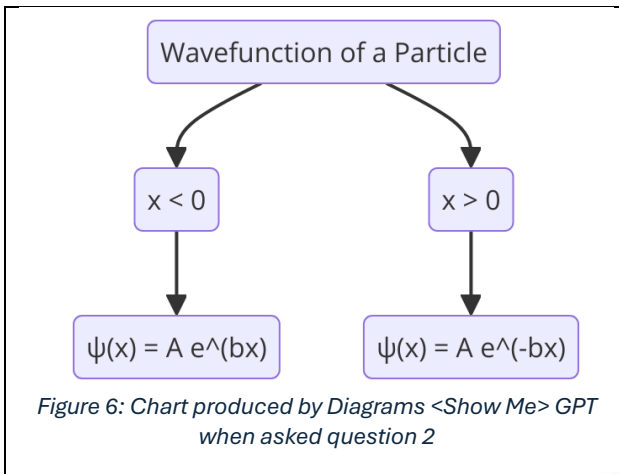 Wavefunction of a Particle
x < 0
x > 0
ψ(x) = A e^(bx)
ψ(x) = A e^(-bx)
Figure 6: Chart produced by Diagrams <Show Me> GPT
when asked question 2